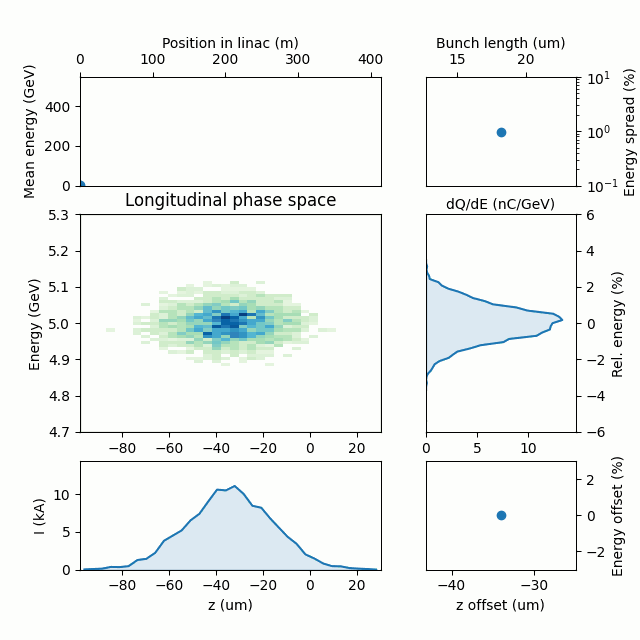 Position in linac (m)
0 100 200 300 400
Mean energy (GeV)
400
200
0
Bunch length (um)
15 20
10¹
10⁰
10⁻¹
Energy spread (%)
Longitudinal phase space
5.3
5.2
5.1
5.0
4.9
4.8
4.7
Energy (GeV)
−80 −60 −40 −20 0 20
dQ/dE (nC/GeV)
6
4
2
0
−2
−4
−6
Rel. energy (%)
0 5 10
I (kA)
10
5
0
−80 −60 −40 −20 0 20
z (um)
2
0
−2
Energy offset (%)
−40 −30
z offset (um)